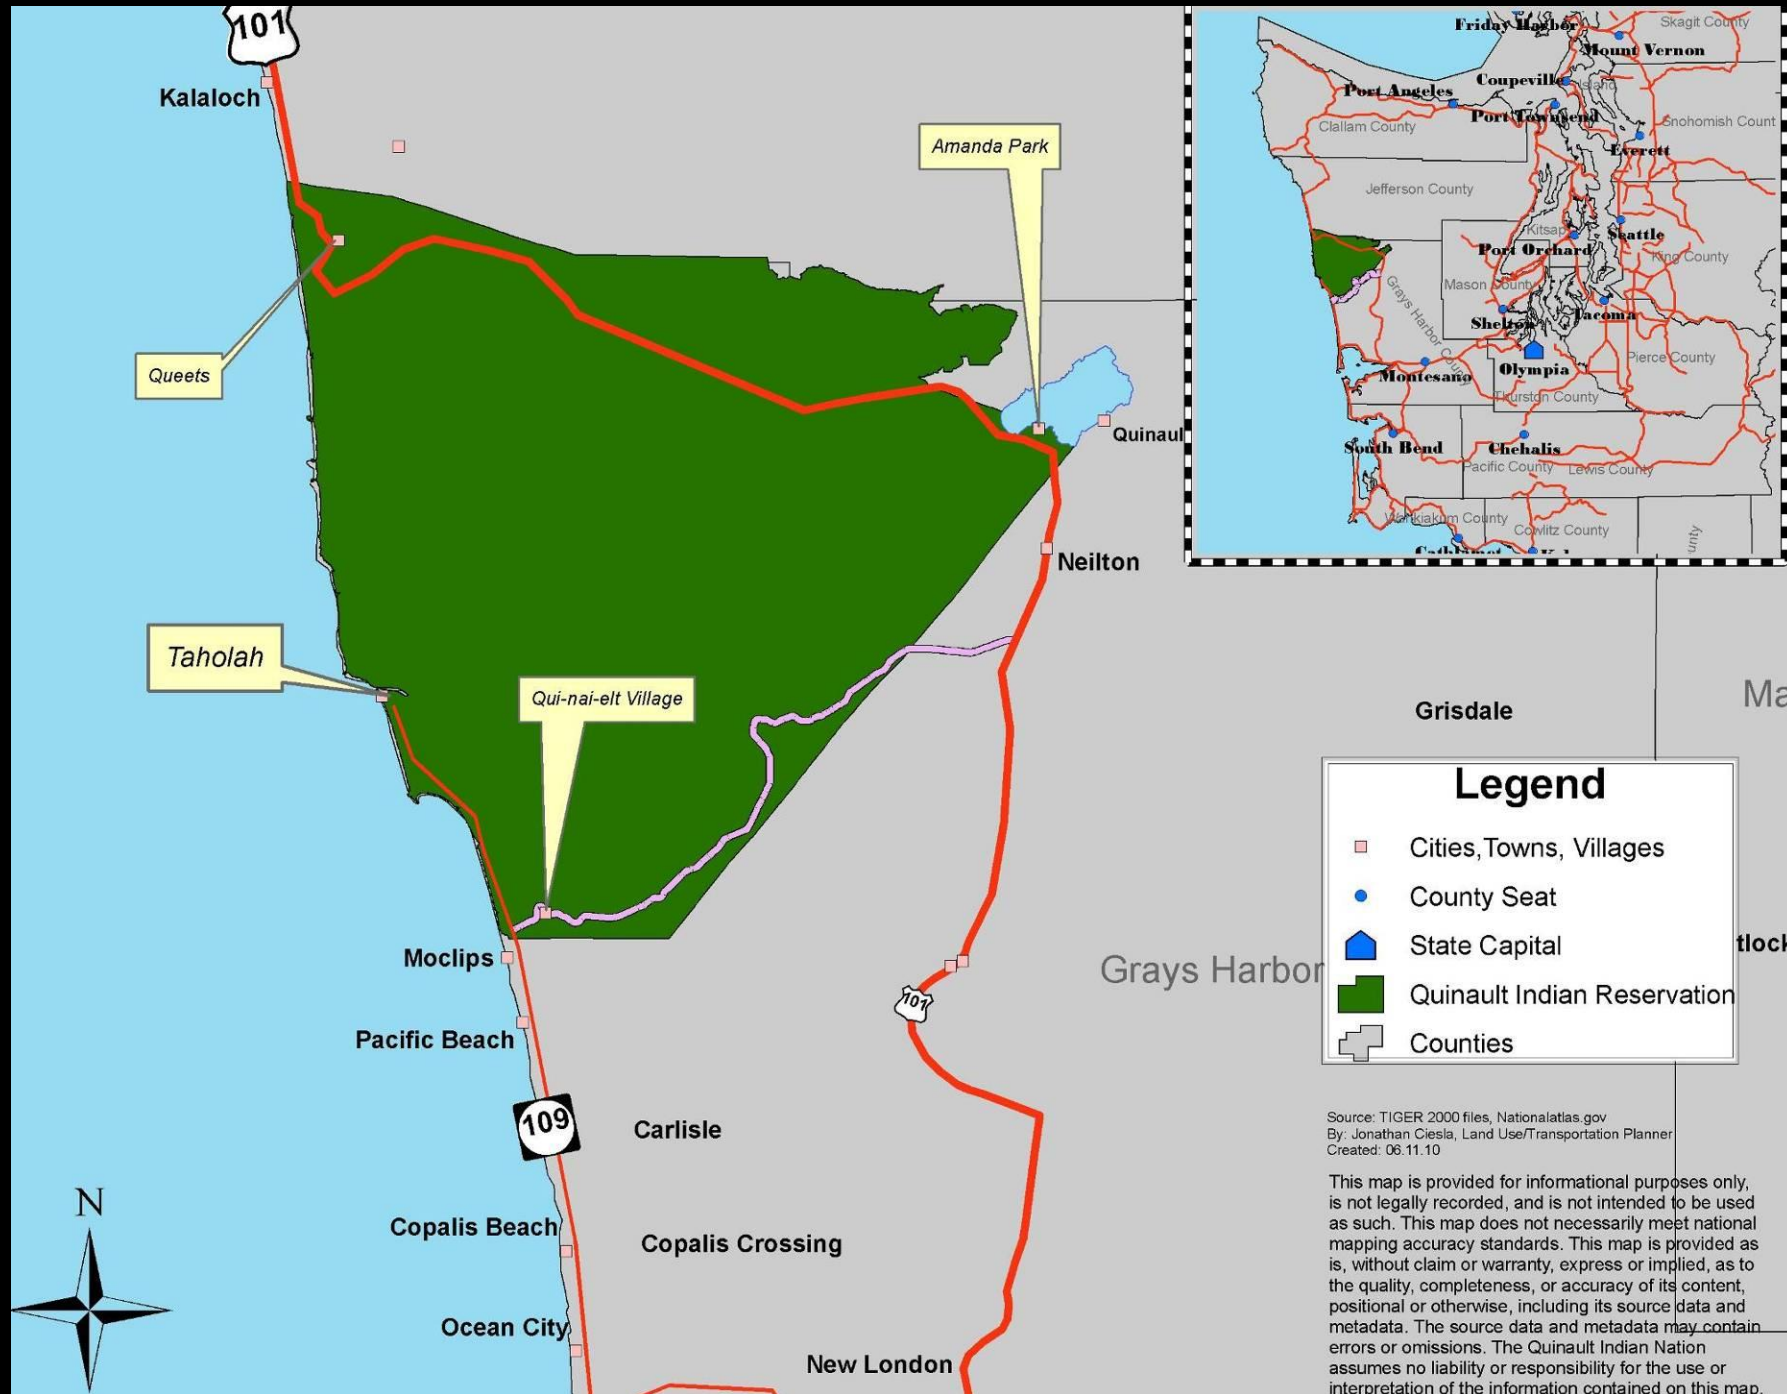 101
Kalaloch
Amanda Park
Queets
Quinaul
Neilton
Taholah
Qui-nai-elt Village
Grisdale
Ma
Moclips
Pacific Beach
Grays Harbor
101
109
Carlisle
Copalis Beach
Copalis Crossing
Ocean City
New London
N
Friday Harbor
Skagit County
Mount Vernon
Coupeville
Island
Port Angeles
Port Townsend
Clallam County
Snohomish Count
Everett
Jefferson County
Kitsap
Seattle
Port Orchard
King County
Mason County
Grays Harbor County
Shelton
Tacoma
Olympia
Pierce County
Montesano
Thurston County
South Bend
Chehalis
Pacific County
Lewis County
Wahkiakum County
Cowlitz County
Cathlamet
unty
Legend
Cities,Towns, Villages
County Seat
State Capital
tlock
Quinault Indian Reservation
Counties
Source: TIGER 2000 files, Nationalatlas.gov
By: Jonathan Ciesla, Land Use/Transportation Planner
Created: 06.11.10
This map is provided for informational purposes only,
is not legally recorded, and is not intended to be used
as such. This map does not necessarily meet national
mapping accuracy standards. This map is provided as
is, without claim or warranty, express or implied, as to
the quality, completeness, or accuracy of its content,
positional or otherwise, including its source data and
metadata. The source data and metadata may contain
errors or omissions. The Quinault Indian Nation
assumes no liability or responsibility for the use or
interpretation of the information contained on this map.